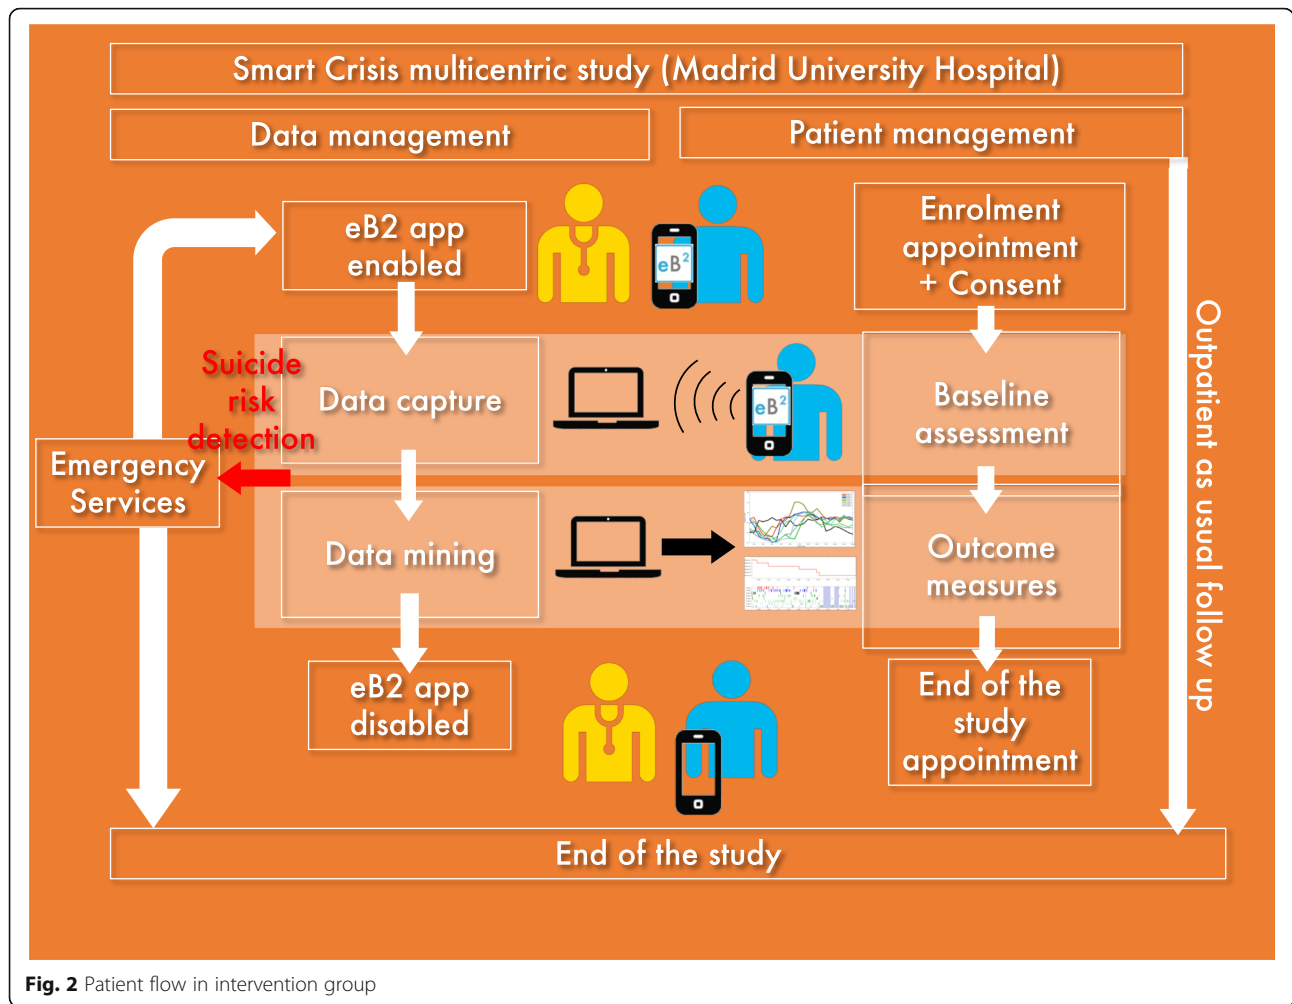 Smart Crisis multicentric study (Madrid University Hospital)
Data management
Patient management
eB2 app
enabled
eB²
Enrolment
appointment
+ Consent
Suicide
risk
detection
Data capture
eB²
Baseline
assessment
Emergency
Services
Data mining
Outcome
measures
Outpatient as usual follow up
eB2 app
disabled
End of the
study
appointment
End of the study
Fig. 2 Patient flow in intervention group